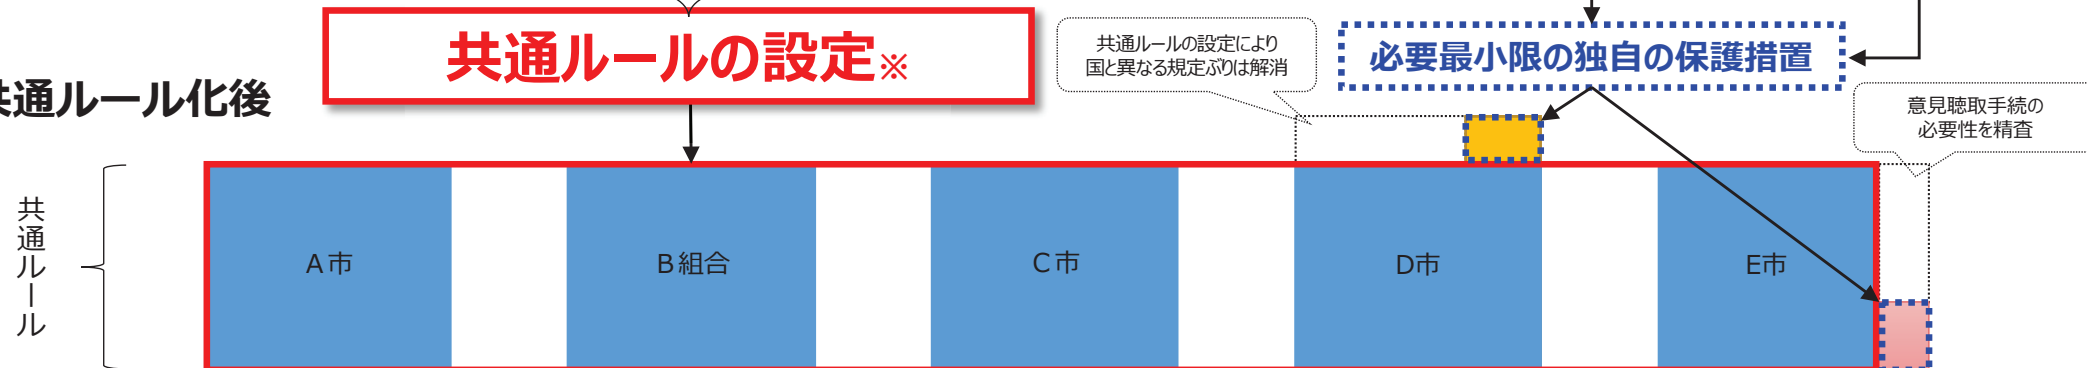 共通ルールの設定※
共通ルールの設定により
国と異なる規定ぶりは解消
必要最小限の独自の保護措置
共通ルール化後
意見聴取手続の
必要性を精査
共通ルール
A市
B組合
C市
D市
E市